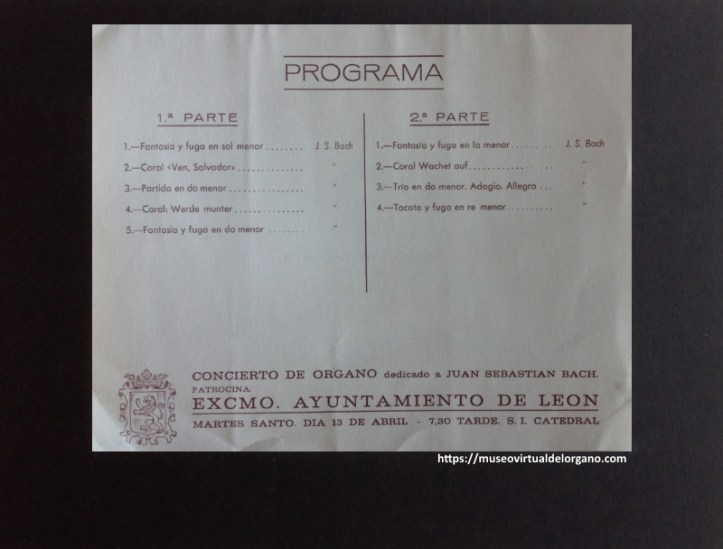 PROGRAMA
1.ª PARTE
1.—Fantasía y fuga en sol menor ........ J. S. Bach
2.—Coral «Ven, Salvador» .............. "
3.—Partida en do menor ............... "
4.—Coral: Werde munter ............... "
5.—Fantasía y fuga en do menor ........ "
2.ª PARTE
1.—Fantasía y fuga en la menor ......... J. S. Bach
2.—Coral Wachet auf .................. "
3.—Trío en do menor. Adagio. Allegro ... "
4.—Tocata y fuga en re menor .......... "
CONCIERTO DE ORGANO dedicado a JUAN SEBASTIAN BACH.
PATROCINA:
EXCMO. AYUNTAMIENTO DE LEON
MARTES SANTO. DIA 13 DE ABRIL - 7,30 TARDE. S. I. CATEDRAL
https://museovirtualdelorgano.com